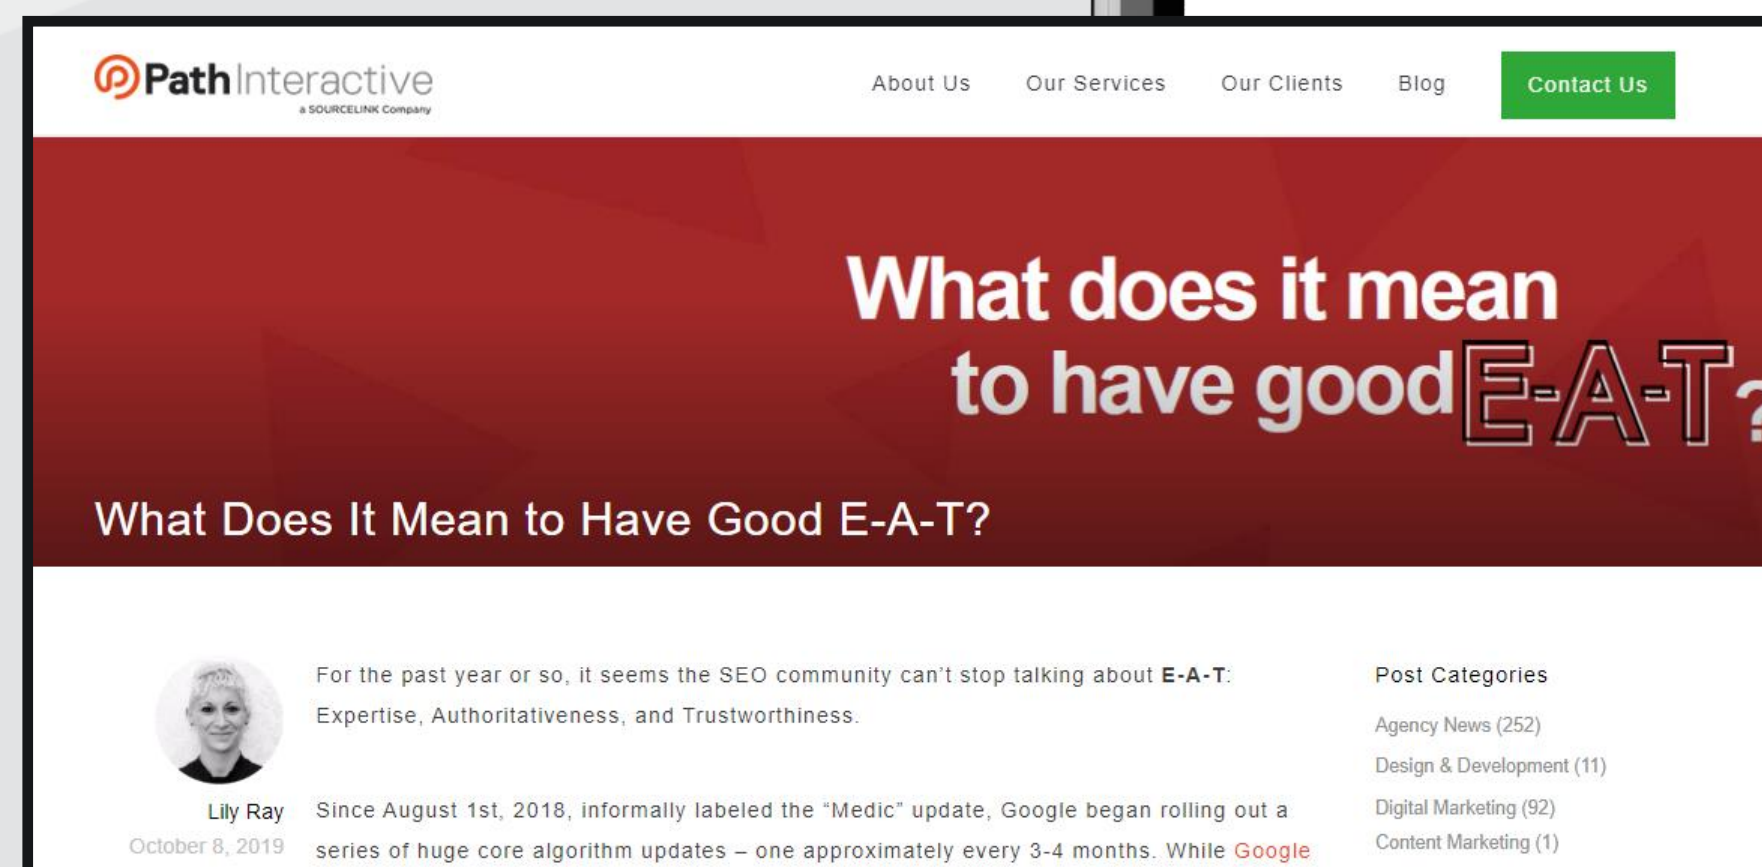 Path Interactive
a SOURCELINK Company
About Us
Our Services
Our Clients
Blog
Contact Us
What does it mean
to have good E-A-T?
What Does It Mean to Have Good E-A-T?
For the past year or so, it seems the SEO community can’t stop talking about E-A-T:
Expertise, Authoritativeness, and Trustworthiness.
Lily Ray
October 8, 2019
Since August 1st, 2018, informally labeled the “Medic” update, Google began rolling out a
series of huge core algorithm updates – one approximately every 3-4 months. While Google
Post Categories
Agency News (252)
Design & Development (11)
Digital Marketing (92)
Content Marketing (1)